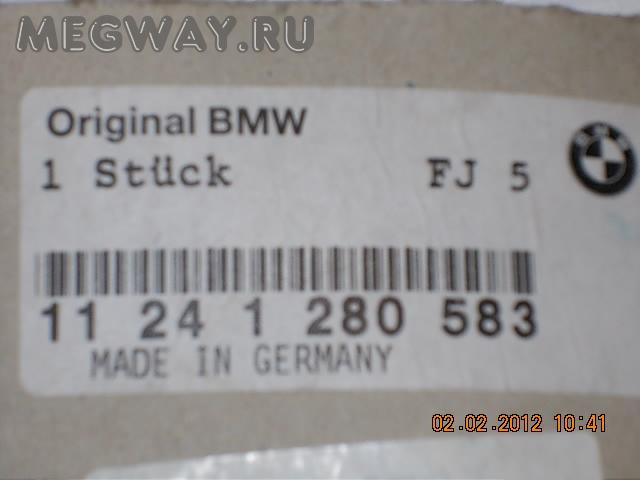 MEGWAY.RU
Original BMW
1 Stück FJ 5
BMW
11 24 1 280 583
MADE IN GERMANY
02.02.2012 10:41